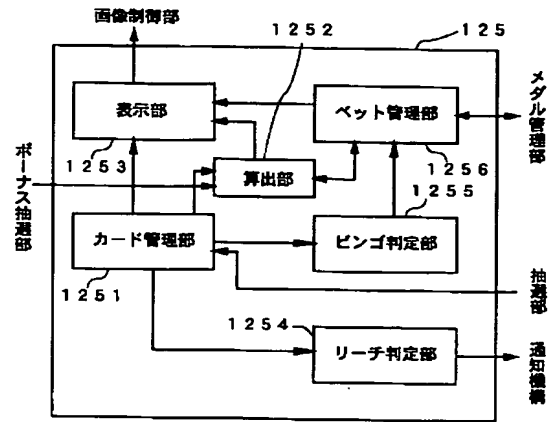 画像制御部
1252
125
表示部
ベット管理部
メダル管理部
1253
算出部
1256
1255
ボーナス抽選部
カード管理部
ビンゴ判定部
1251
抽選部
1254
リーチ判定部
通知機構